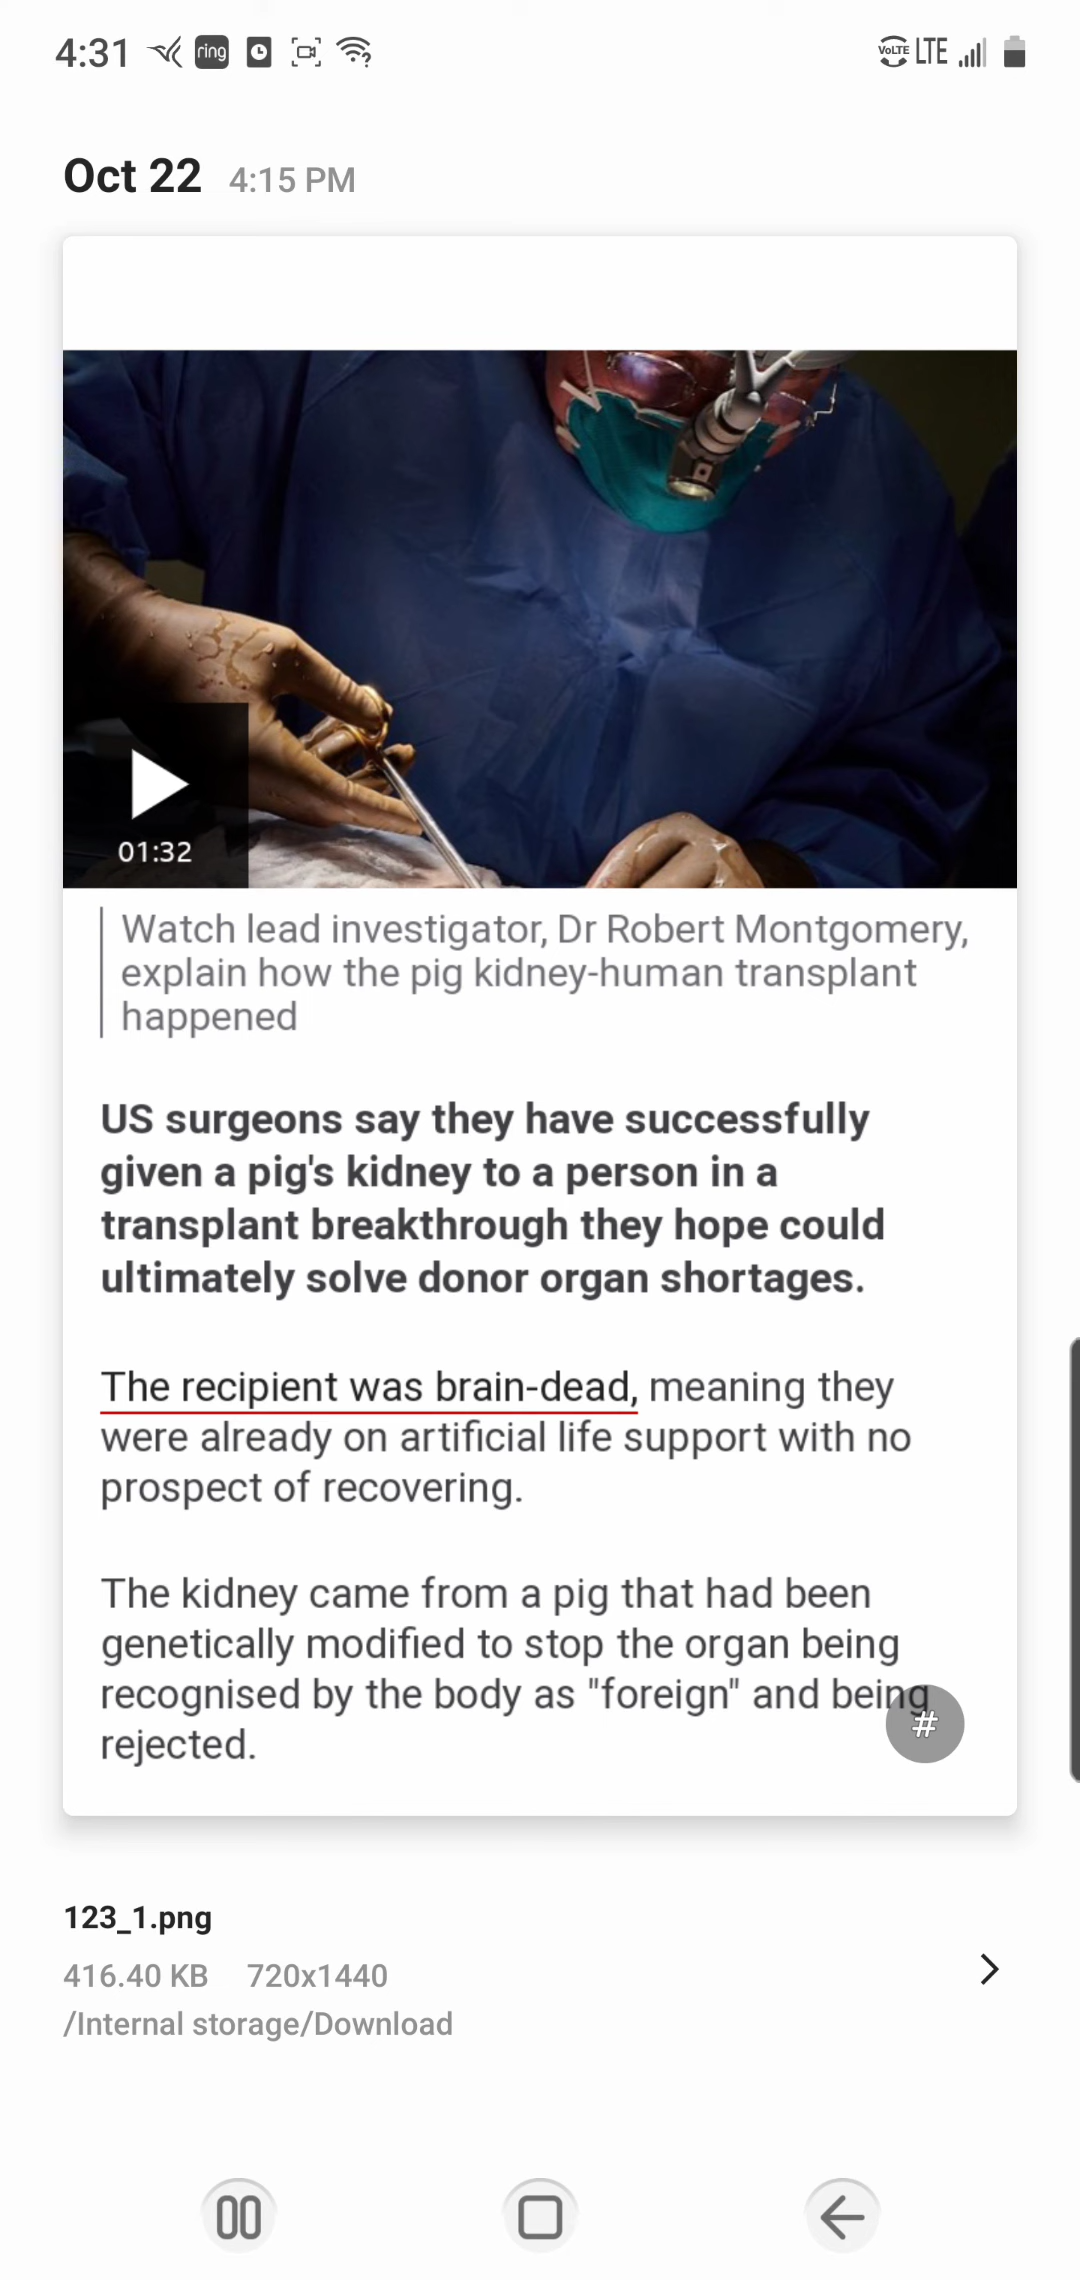 4:31 ring VoLTE LTE
Oct 22 4:15 PM
01:32
Watch lead investigator, Dr Robert Montgomery,
explain how the pig kidney-human transplant
happened
US surgeons say they have successfully
given a pig's kidney to a person in a
transplant breakthrough they hope could
ultimately solve donor organ shortages.
The recipient was brain-dead, meaning they
were already on artificial life support with no
prospect of recovering.
The kidney came from a pig that had been
genetically modified to stop the organ being
recognised by the body as "foreign" and being
rejected.
#
123_1.png
416.40 KB 720x1440
/Internal storage/Download